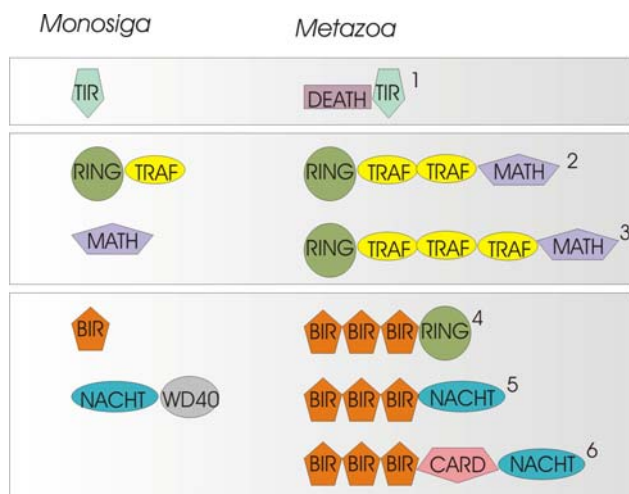 Monosiga Metazoa
TIR DEATH TIR 1
RING TRAF RING TRAF TRAF MATH 2
MATH RING TRAF TRAF TRAF MATH 3
BIR BIR BIR BIR RING 4
NACHT WD40 BIR BIR BIR NACHT 5
BIR BIR BIR CARD NACHT 6